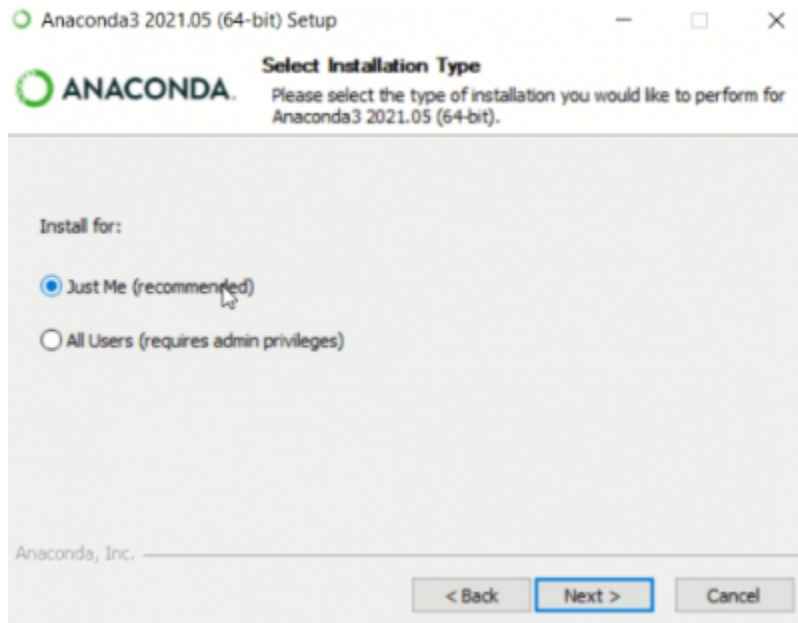 Anaconda3 2021.05 (64-bit) Setup
ANACONDA.
Select Installation Type
Please select the type of installation you would like to perform for
Anaconda3 2021.05 (64-bit).
Install for:
Just Me (recommended)
All Users (requires admin privileges)
Anaconda, Inc.
< Back
Next >
Cancel